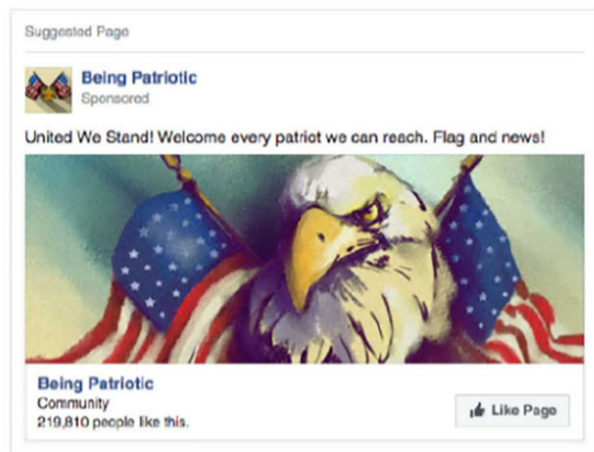 Suggested Page
Being Patriotic
Sponsored
United We Stand! Welcome every patriot we can reach. Flag and news!
Being Patriotic
Community
219,810 people like this.
Like Page